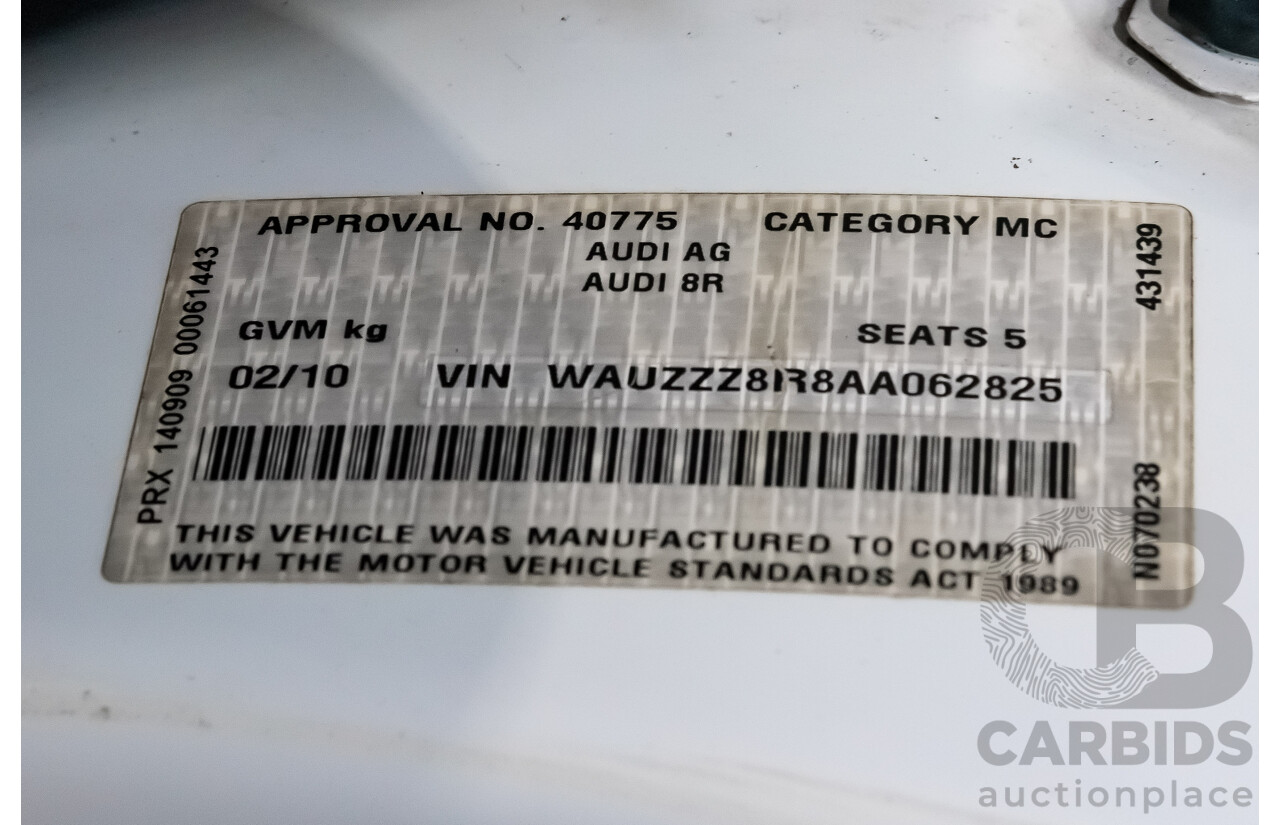 APPROVAL NO. 40775 CATEGORY MC
AUDI AG
AUDI 8R
GVM kg SEATS 5
02/10 VIN WAUZZZ8R8AA062825
THIS VEHICLE WAS MANUFACTURED TO COMPLY
WITH THE MOTOR VEHICLE STANDARDS ACT 1989
PRX 140909 00061443
431439
N070238
CB
CARBIDS
auctionplace